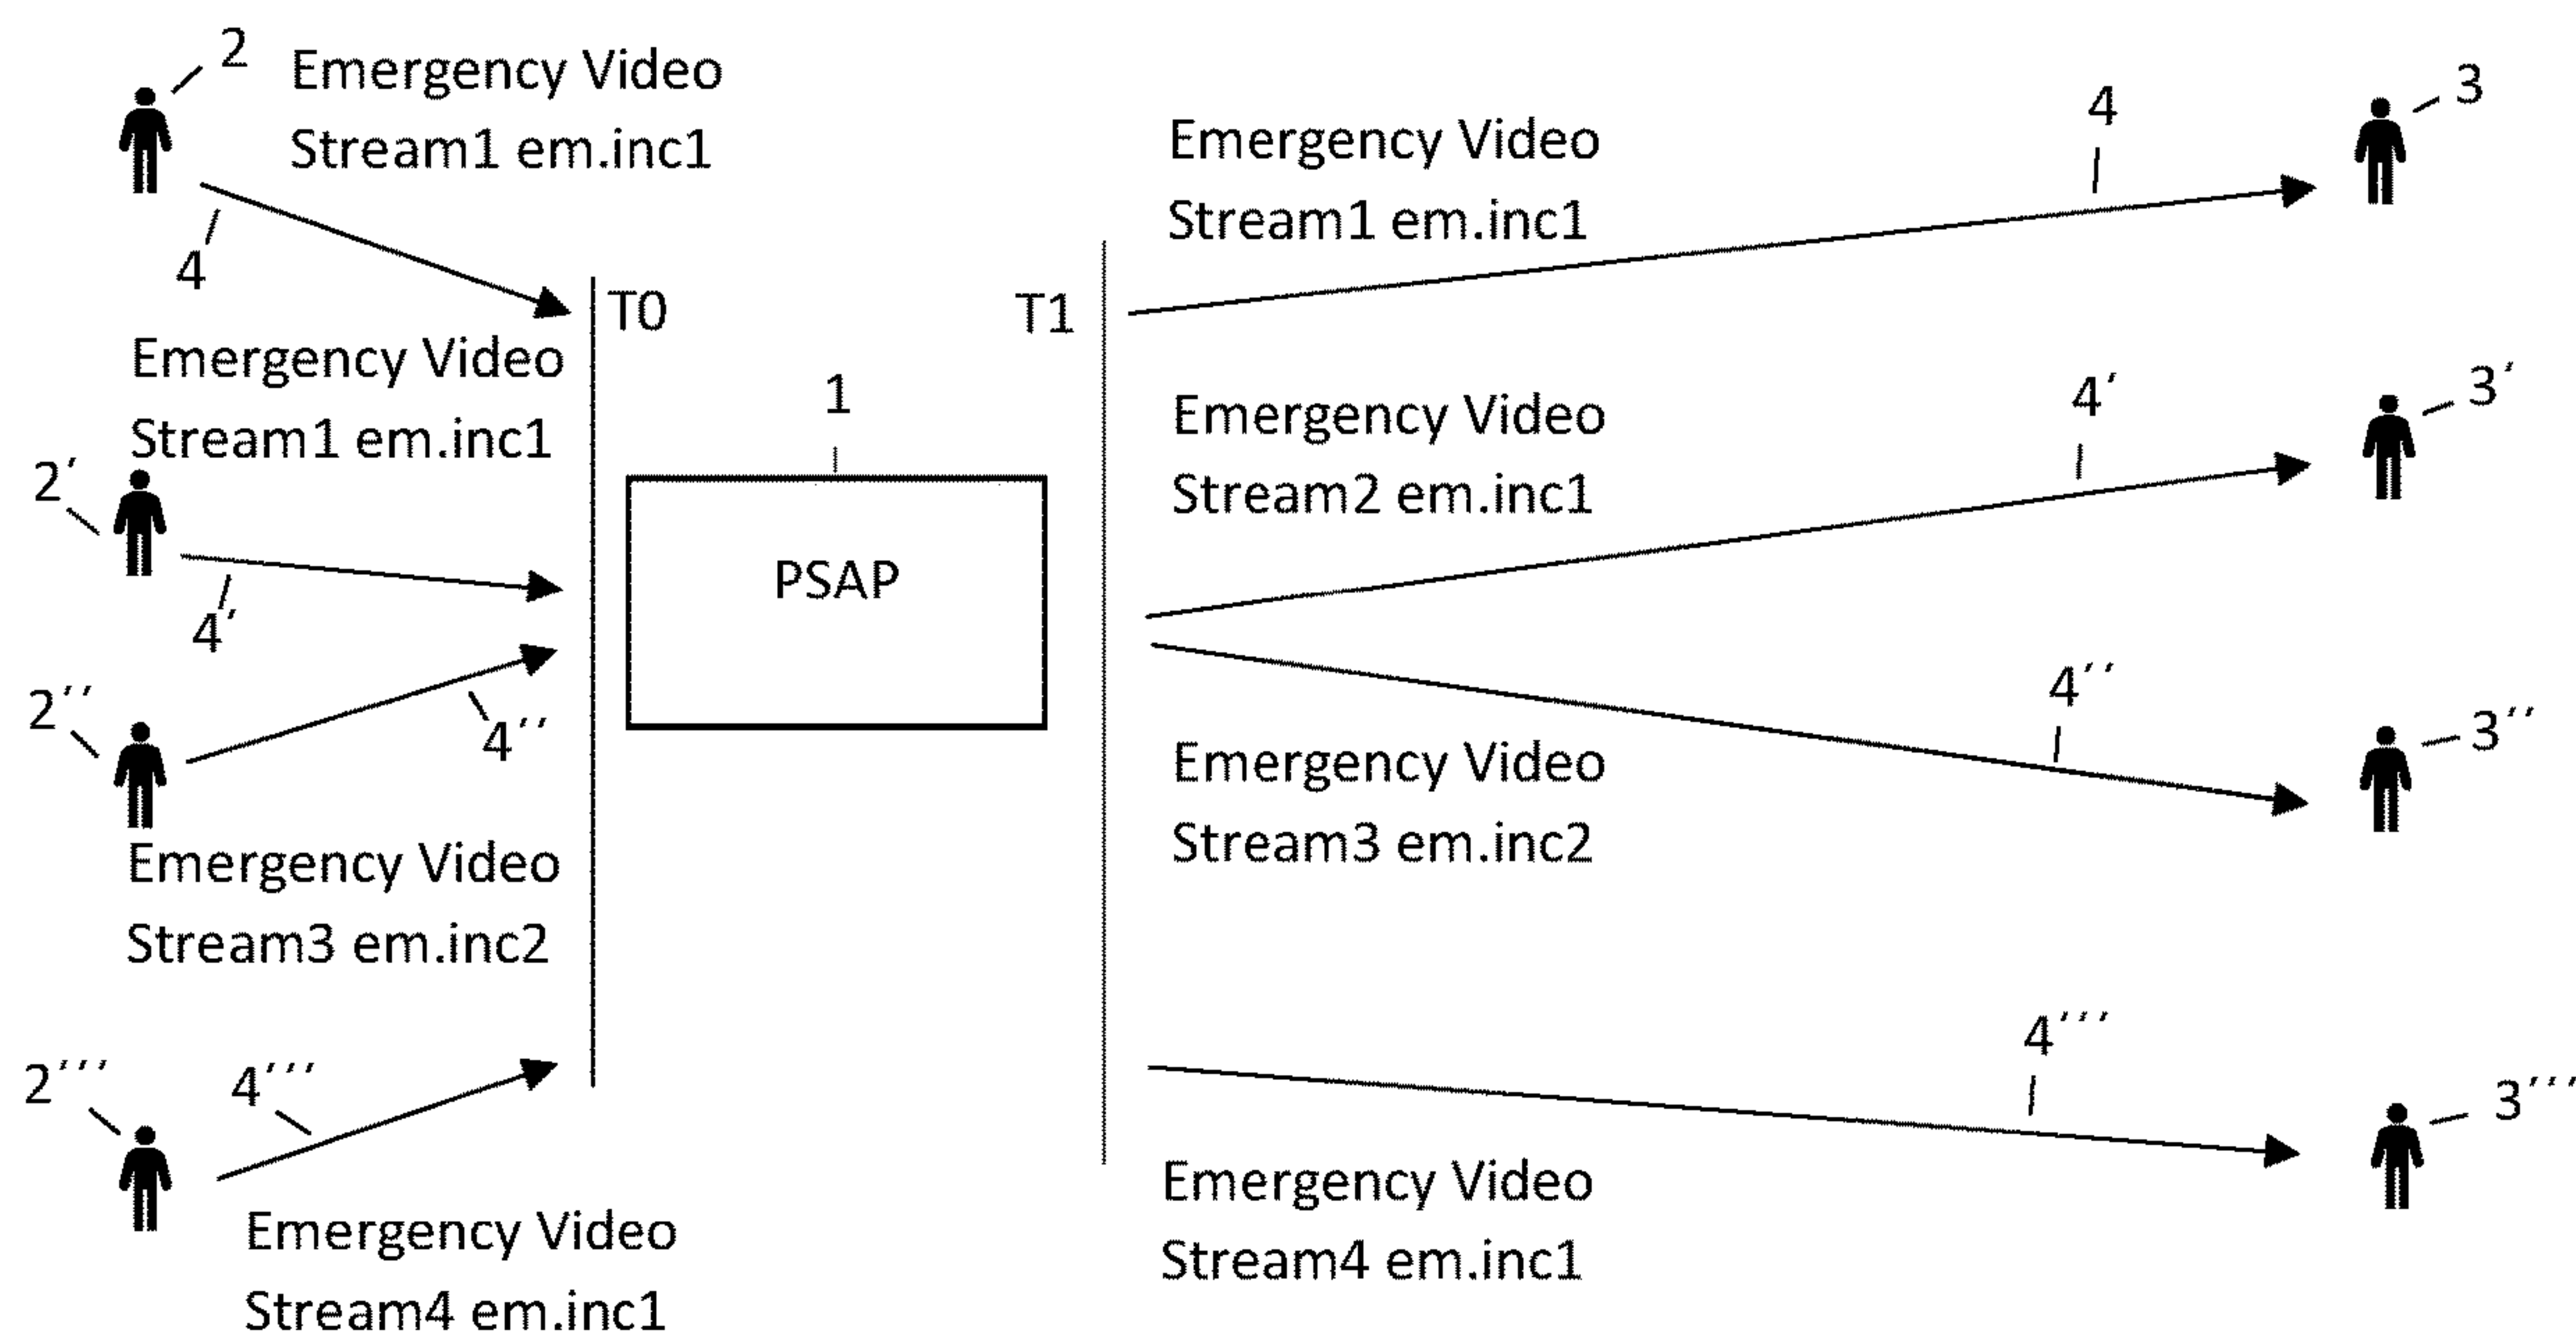 2
Emergency Video
Stream1 em.inc1
4
Emergency Video
Stream1 em.inc1
2′
4′
2′′
4′′
Emergency Video
Stream3 em.inc2
2′′′
4′′′
Emergency Video
Stream4 em.inc1
T0
T1
1
PSAP
Emergency Video
Stream1 em.inc1
4
3
Emergency Video
Stream2 em.inc1
4′
3′
4′′
3′′
Emergency Video
Stream3 em.inc2
4′′′
3′′′
Emergency Video
Stream4 em.inc1